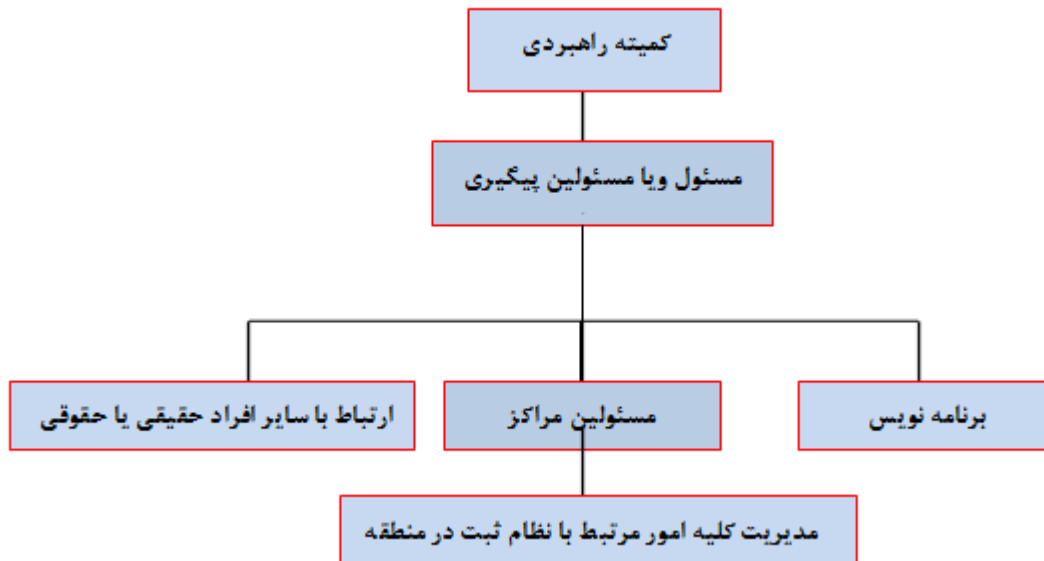 کمیته راهبردی
مسئول ویا مسئولین پیگیری
برنامه نویس
مسئولین مراکز
ارتباط با سایر افراد حقیقی یا حقوقی
مدیریت کلیه امور مرتبط با نظام ثبت در منطقه